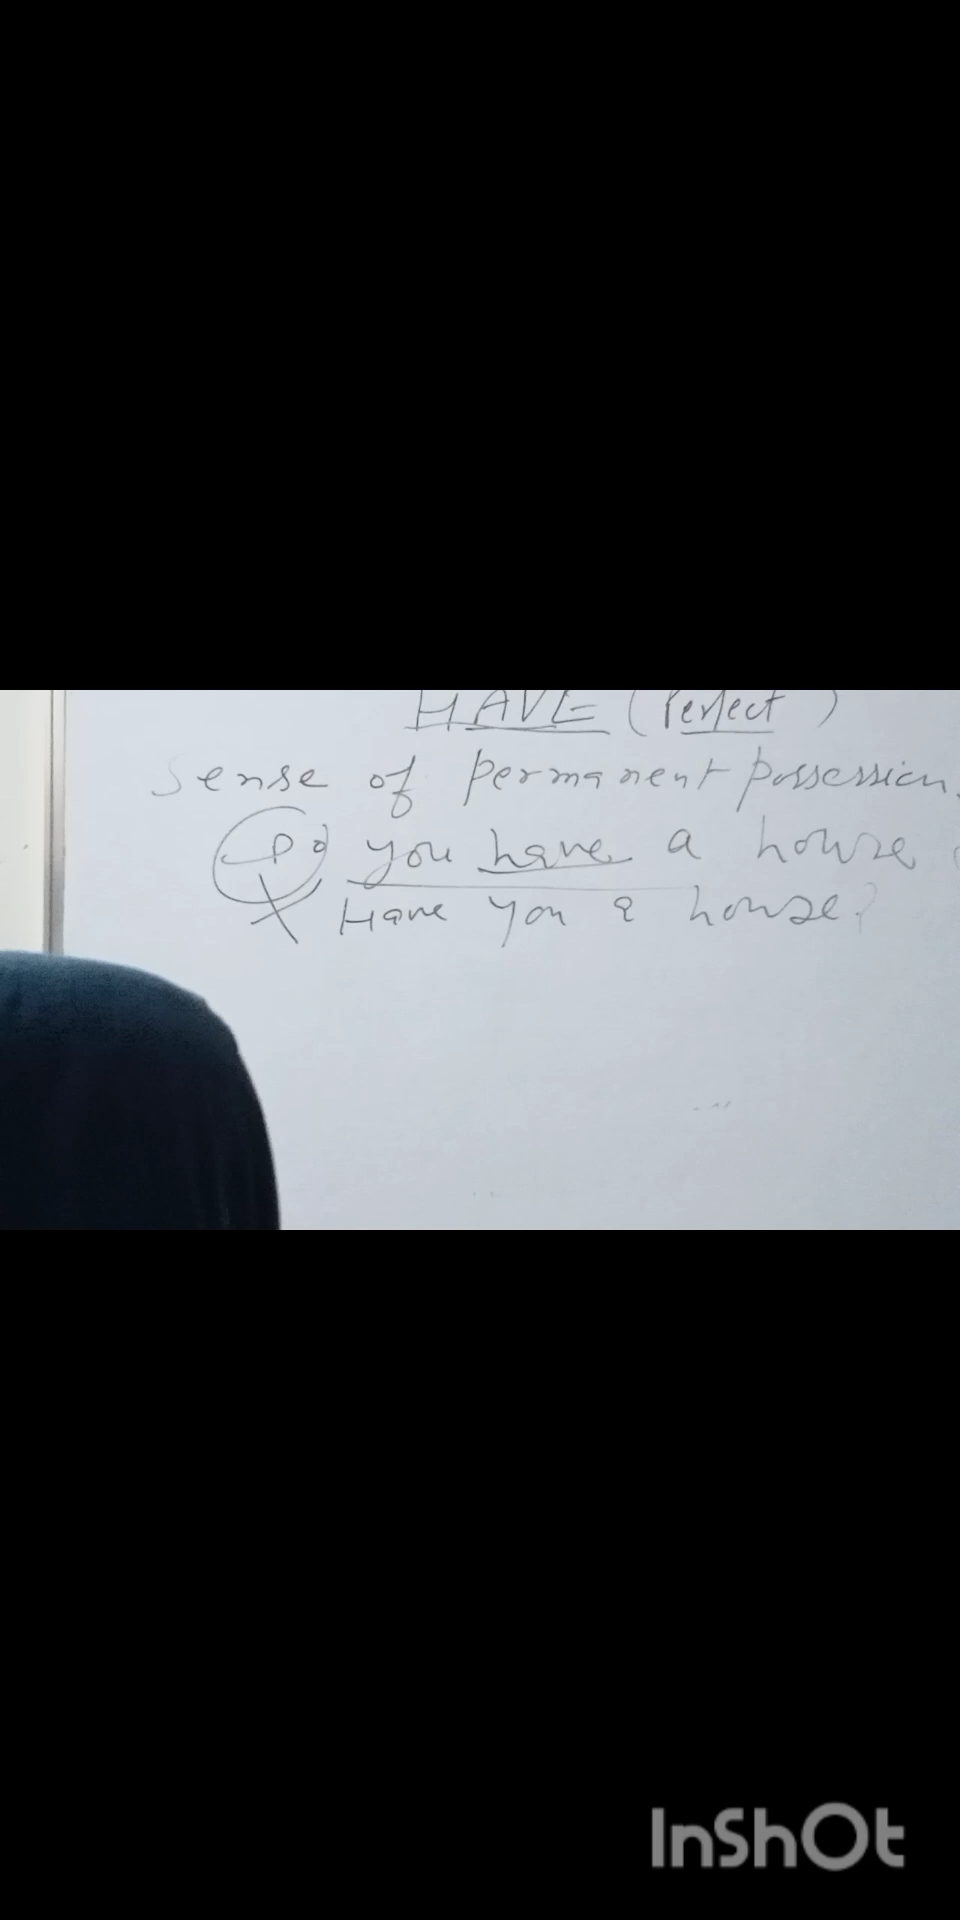 HAVE (Perfect)
Sense of permanent possession.
Do you have a house
X Have you a house?
InShOt